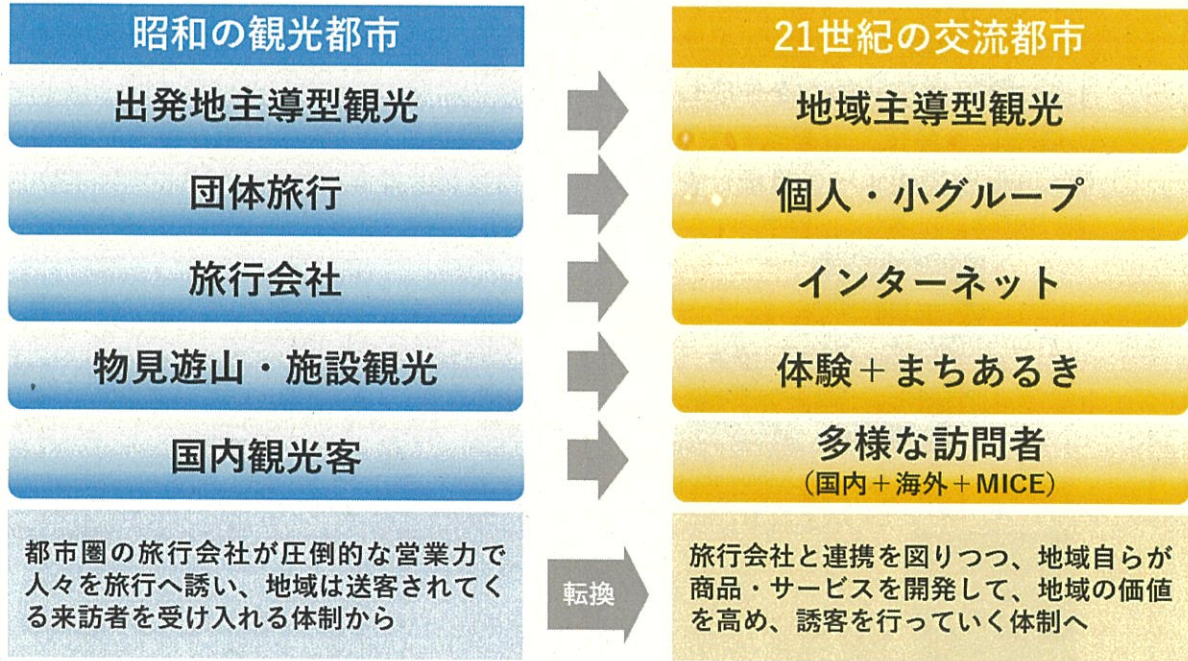 昭和の観光都市
21世紀の交流都市
出発地主導型観光
地域主導型観光
団体旅行
個人・小グループ
旅行会社
インターネット
物見遊山・施設観光
体験＋まちあるき
国内観光客
多様な訪問者
（国内＋海外＋MICE）
都市圏の旅行会社が圧倒的な営業力で
人々を旅行へ誘い、地域は送客されてく
る来訪者を受け入れる体制から
転換
旅行会社と連携を図りつつ、地域自らが
商品・サービスを開発して、地域の価値
を高め、誘客を行っていく体制へ